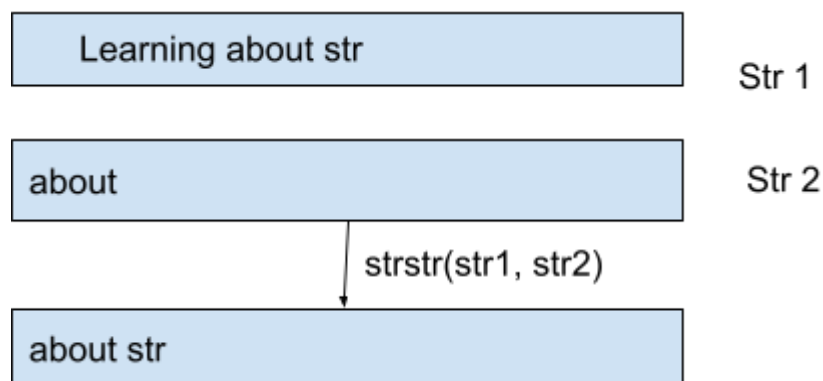 Learning about str
Str 1
about
Str 2
strstr(str1, str2)
about str